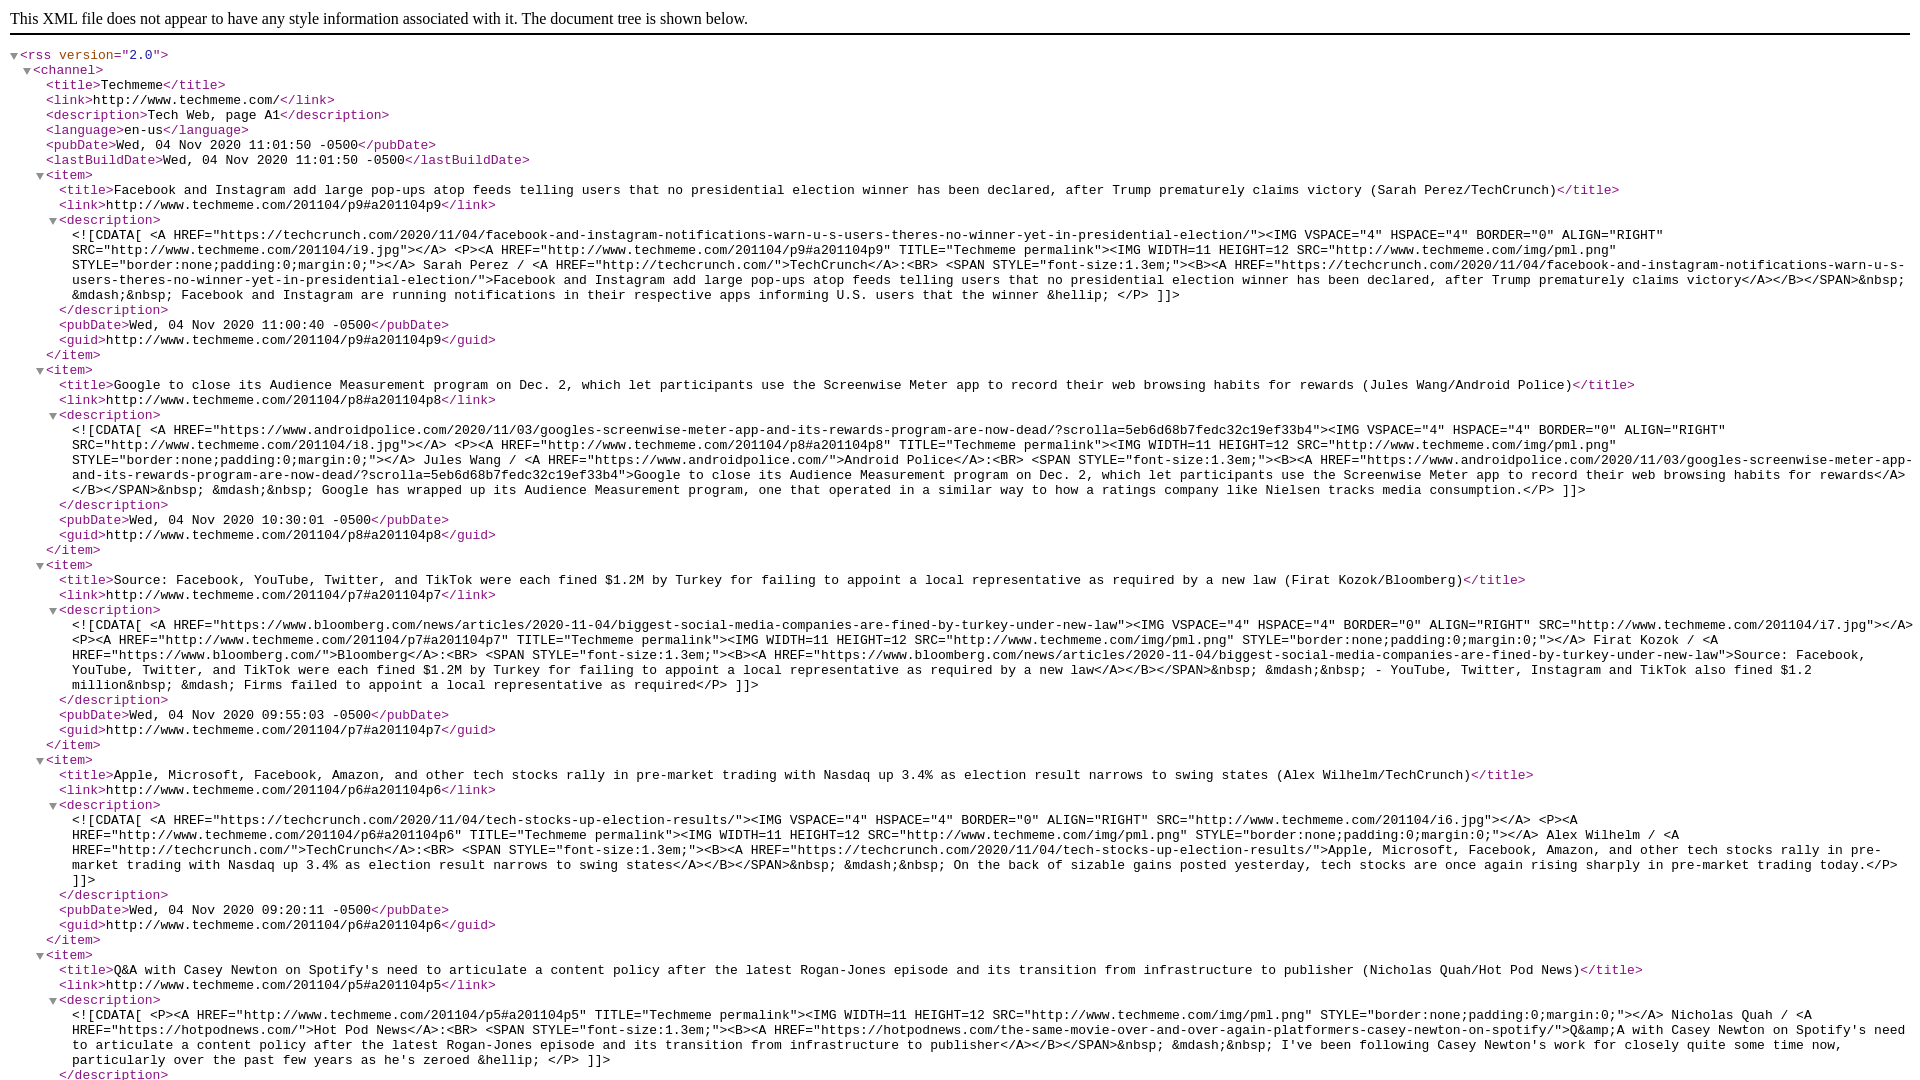 This XML file does not appear to have any style information associated with it. The document tree is shown below.
<rss version="2.0">
<channel>
<title>Techmeme</title>
<link>http://www.techmeme.com/</link>
<description>Tech Web, page A1</description>
<language>en-us</language>
<pubDate>Wed, 04 Nov 2020 11:01:50 -0500</pubDate>
<lastBuildDate>Wed, 04 Nov 2020 11:01:50 -0500</lastBuildDate>
<item>
<title>Facebook and Instagram add large pop-ups atop feeds telling users that no presidential election winner has been declared, after Trump prematurely claims victory (Sarah Perez/TechCrunch)</title>
<link>http://www.techmeme.com/201104/p9#a201104p9</link>
<description>
<![CDATA[ <A HREF="https://techcrunch.com/2020/11/04/facebook-and-instagram-notifications-warn-u-s-users-theres-no-winner-yet-in-presidential-election/"><IMG VSPACE="4" HSPACE="4" BORDER="0" ALIGN="RIGHT"
SRC="http://www.techmeme.com/201104/i9.jpg"></A> <P><A HREF="http://www.techmeme.com/201104/p9#a201104p9" TITLE="Techmeme permalink"><IMG WIDTH=11 HEIGHT=12 SRC="http://www.techmeme.com/img/pml.png"
STYLE="border:none;padding:0;margin:0;"></A> Sarah Perez / <A HREF="http://techcrunch.com/">TechCrunch</A>:<BR> <SPAN STYLE="font-size:1.3em;"><B><A HREF="https://techcrunch.com/2020/11/04/facebook-and-instagram-notifications-warn-u-s-
users-theres-no-winner-yet-in-presidential-election/">Facebook and Instagram add large pop-ups atop feeds telling users that no presidential election winner has been declared, after Trump prematurely claims victory</A></B></SPAN>&nbsp;
&mdash;&nbsp; Facebook and Instagram are running notifications in their respective apps informing U.S. users that the winner &hellip; </P> ]]>
</description>
<pubDate>Wed, 04 Nov 2020 11:00:40 -0500</pubDate>
<guid>http://www.techmeme.com/201104/p9#a201104p9</guid>
</item>
<item>
<title>Google to close its Audience Measurement program on Dec. 2, which let participants use the Screenwise Meter app to record their web browsing habits for rewards (Jules Wang/Android Police)</title>
<link>http://www.techmeme.com/201104/p8#a201104p8</link>
<description>
<![CDATA[ <A HREF="https://www.androidpolice.com/2020/11/03/googles-screenwise-meter-app-and-its-rewards-program-are-now-dead/?scrolla=5eb6d68b7fedc32c19ef33b4"><IMG VSPACE="4" HSPACE="4" BORDER="0" ALIGN="RIGHT"
SRC="http://www.techmeme.com/201104/i8.jpg"></A> <P><A HREF="http://www.techmeme.com/201104/p8#a201104p8" TITLE="Techmeme permalink"><IMG WIDTH=11 HEIGHT=12 SRC="http://www.techmeme.com/img/pml.png"
STYLE="border:none;padding:0;margin:0;"></A> Jules Wang / <A HREF="https://www.androidpolice.com/">Android Police</A>:<BR> <SPAN STYLE="font-size:1.3em;"><B><A HREF="https://www.androidpolice.com/2020/11/03/googles-screenwise-meter-app-
and-its-rewards-program-are-now-dead/?scrolla=5eb6d68b7fedc32c19ef33b4">Google to close its Audience Measurement program on Dec. 2, which let participants use the Screenwise Meter app to record their web browsing habits for rewards</A>
</B></SPAN>&nbsp; &mdash;&nbsp; Google has wrapped up its Audience Measurement program, one that operated in a similar way to how a ratings company like Nielsen tracks media consumption.</P> ]]>
</description>
<pubDate>Wed, 04 Nov 2020 10:30:01 -0500</pubDate>
<guid>http://www.techmeme.com/201104/p8#a201104p8</guid>
</item>
<item>
<title>Source: Facebook, YouTube, Twitter, and TikTok were each fined $1.2M by Turkey for failing to appoint a local representative as required by a new law (Firat Kozok/Bloomberg)</title>
<link>http://www.techmeme.com/201104/p7#a201104p7</link>
<description>
<![CDATA[ <A HREF="https://www.bloomberg.com/news/articles/2020-11-04/biggest-social-media-companies-are-fined-by-turkey-under-new-law"><IMG VSPACE="4" HSPACE="4" BORDER="0" ALIGN="RIGHT" SRC="http://www.techmeme.com/201104/i7.jpg"></A>
<P><A HREF="http://www.techmeme.com/201104/p7#a201104p7" TITLE="Techmeme permalink"><IMG WIDTH=11 HEIGHT=12 SRC="http://www.techmeme.com/img/pml.png" STYLE="border:none;padding:0;margin:0;"></A> Firat Kozok / <A
HREF="https://www.bloomberg.com/">Bloomberg</A>:<BR> <SPAN STYLE="font-size:1.3em;"><B><A HREF="https://www.bloomberg.com/news/articles/2020-11-04/biggest-social-media-companies-are-fined-by-turkey-under-new-law">Source: Facebook,
YouTube, Twitter, and TikTok were each fined $1.2M by Turkey for failing to appoint a local representative as required by a new law</A></B></SPAN>&nbsp; &mdash;&nbsp; - YouTube, Twitter, Instagram and TikTok also fined $1.2
million&nbsp; &mdash; Firms failed to appoint a local representative as required</P> ]]>
</description>
<pubDate>Wed, 04 Nov 2020 09:55:03 -0500</pubDate>
<guid>http://www.techmeme.com/201104/p7#a201104p7</guid>
</item>
<item>
<title>Apple, Microsoft, Facebook, Amazon, and other tech stocks rally in pre-market trading with Nasdaq up 3.4% as election result narrows to swing states (Alex Wilhelm/TechCrunch)</title>
<link>http://www.techmeme.com/201104/p6#a201104p6</link>
<description>
<![CDATA[ <A HREF="https://techcrunch.com/2020/11/04/tech-stocks-up-election-results/"><IMG VSPACE="4" HSPACE="4" BORDER="0" ALIGN="RIGHT" SRC="http://www.techmeme.com/201104/i6.jpg"></A> <P><A
HREF="http://www.techmeme.com/201104/p6#a201104p6" TITLE="Techmeme permalink"><IMG WIDTH=11 HEIGHT=12 SRC="http://www.techmeme.com/img/pml.png" STYLE="border:none;padding:0;margin:0;"></A> Alex Wilhelm / <A
HREF="http://techcrunch.com/">TechCrunch</A>:<BR> <SPAN STYLE="font-size:1.3em;"><B><A HREF="https://techcrunch.com/2020/11/04/tech-stocks-up-election-results/">Apple, Microsoft, Facebook, Amazon, and other tech stocks rally in pre-
market trading with Nasdaq up 3.4% as election result narrows to swing states</A></B></SPAN>&nbsp; &mdash;&nbsp; On the back of sizable gains posted yesterday, tech stocks are once again rising sharply in pre-market trading today.</P>
]]>
</description>
<pubDate>Wed, 04 Nov 2020 09:20:11 -0500</pubDate>
<guid>http://www.techmeme.com/201104/p6#a201104p6</guid>
</item>
<item>
<title>Q&A with Casey Newton on Spotify's need to articulate a content policy after the latest Rogan-Jones episode and its transition from infrastructure to publisher (Nicholas Quah/Hot Pod News)</title>
<link>http://www.techmeme.com/201104/p5#a201104p5</link>
<description>
<![CDATA[ <P><A HREF="http://www.techmeme.com/201104/p5#a201104p5" TITLE="Techmeme permalink"><IMG WIDTH=11 HEIGHT=12 SRC="http://www.techmeme.com/img/pml.png" STYLE="border:none;padding:0;margin:0;"></A> Nicholas Quah / <A
HREF="https://hotpodnews.com/">Hot Pod News</A>:<BR> <SPAN STYLE="font-size:1.3em;"><B><A HREF="https://hotpodnews.com/the-same-movie-over-and-over-again-platformers-casey-newton-on-spotify/">Q&amp;A with Casey Newton on Spotify's need
to articulate a content policy after the latest Rogan-Jones episode and its transition from infrastructure to publisher</A></B></SPAN>&nbsp; &mdash;&nbsp; I've been following Casey Newton's work for closely quite some time now,
particularly over the past few years as he's zeroed &hellip; </P> ]]>
</description>